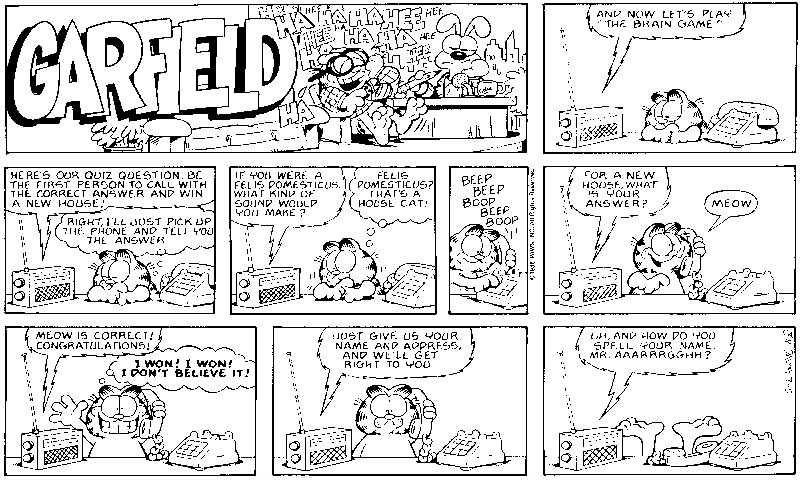 GARFIELD
HA HA HA HA HEE HEE
HEE HA HA HEE
HA
AND NOW LET'S PLAY
"THE BRAIN GAME"
HERE'S OUR QUIZ QUESTION. BE
THE FIRST PERSON TO CALL WITH
THE CORRECT ANSWER AND WIN
A NEW HOUSE!
RIGHT, I'LL JUST PICK UP
THE PHONE AND TELL YOU
THE ANSWER
IF YOU WERE A
FELIS DOMESTICUS,
WHAT KIND OF
SOUND WOULD
YOU MAKE?
FELIS
DOMESTICUS?
THAT'S A
HOUSE CAT!
BEEP
BEEP
BOOP
BEEP
BOOP
FOR A NEW
HOUSE, WHAT
IS YOUR
ANSWER?
MEOW
MEOW IS CORRECT!
CONGRATULATIONS!
I WON! I WON!
I DON'T BELIEVE IT!
JUST GIVE US YOUR
NAME AND ADDRESS,
AND WE'LL GET
RIGHT TO YOU
UH, AND HOW DO YOU
SPELL YOUR NAME,
MR. AAARRRGGHH?